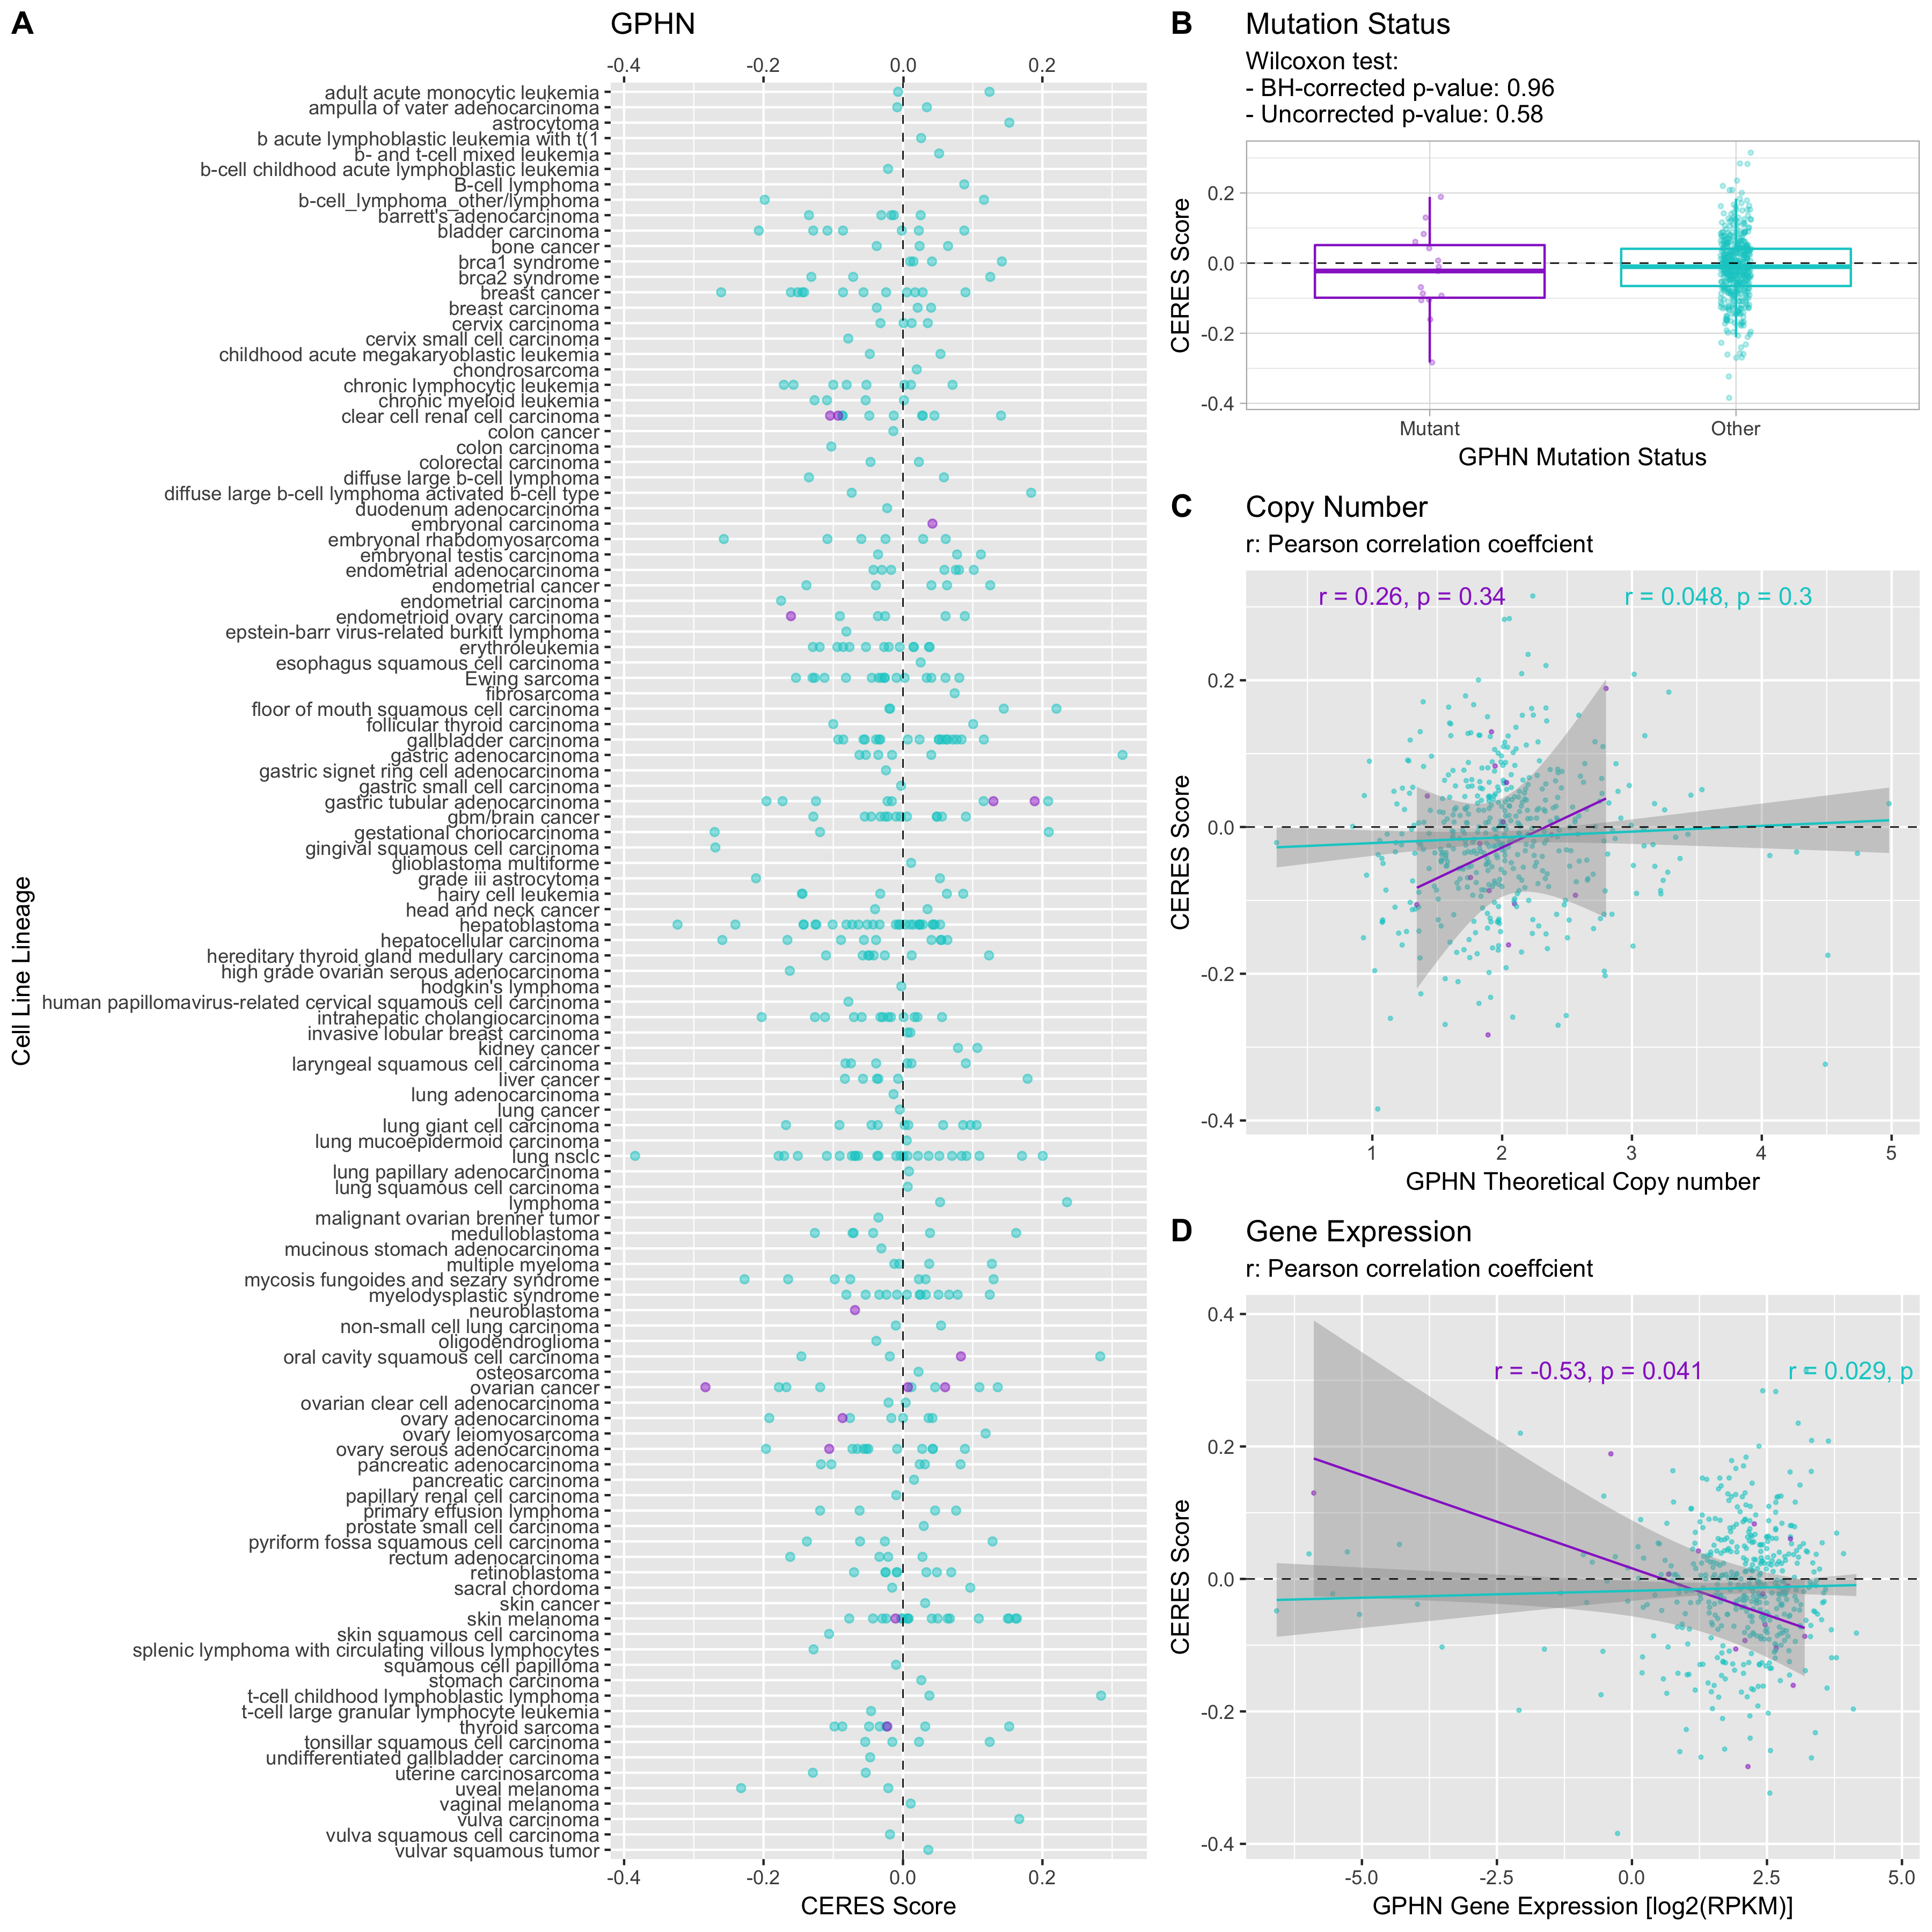 A
GPHN
-0.4 -0.2 0.0 0.2
Cell Line Lineage
adult acute monocytic leukemia
ampulla of vater adenocarcinoma
astrocytoma
b acute lymphoblastic leukemia with t(1
b- and t-cell mixed leukemia
b-cell childhood acute lymphoblastic leukemia
B-cell lymphoma
b-cell_lymphoma_other/lymphoma
barrett's adenocarcinoma
bladder carcinoma
bone cancer
brca1 syndrome
brca2 syndrome
breast cancer
breast carcinoma
cervix carcinoma
cervix small cell carcinoma
childhood acute megakaryoblastic leukemia
chondrosarcoma
chronic lymphocytic leukemia
chronic myeloid leukemia
clear cell renal cell carcinoma
colon cancer
colon carcinoma
colorectal carcinoma
diffuse large b-cell lymphoma
diffuse large b-cell lymphoma activated b-cell type
duodenum adenocarcinoma
embryonal carcinoma
embryonal rhabdomyosarcoma
embryonal testis carcinoma
endometrial adenocarcinoma
endometrial cancer
endometrial carcinoma
endometrioid ovary carcinoma
epstein-barr virus-related burkitt lymphoma
erythroleukemia
esophagus squamous cell carcinoma
Ewing sarcoma
fibrosarcoma
floor of mouth squamous cell carcinoma
follicular thyroid carcinoma
gallbladder carcinoma
gastric adenocarcinoma
gastric signet ring cell adenocarcinoma
gastric small cell carcinoma
gastric tubular adenocarcinoma
gbm/brain cancer
gestational choriocarcinoma
gingival squamous cell carcinoma
glioblastoma multiforme
grade iii astrocytoma
hairy cell leukemia
head and neck cancer
hepatoblastoma
hepatocellular carcinoma
hereditary thyroid gland medullary carcinoma
high grade ovarian serous adenocarcinoma
hodgkin's lymphoma
human papillomavirus-related cervical squamous cell carcinoma
intrahepatic cholangiocarcinoma
invasive lobular breast carcinoma
kidney cancer
laryngeal squamous cell carcinoma
liver cancer
lung adenocarcinoma
lung cancer
lung giant cell carcinoma
lung mucoepidermoid carcinoma
lung nsclc
lung papillary adenocarcinoma
lung squamous cell carcinoma
lymphoma
malignant ovarian brenner tumor
medulloblastoma
mucinous stomach adenocarcinoma
multiple myeloma
mycosis fungoides and sezary syndrome
myelodysplastic syndrome
neuroblastoma
non-small cell lung carcinoma
oligodendroglioma
oral cavity squamous cell carcinoma
osteosarcoma
ovarian cancer
ovarian clear cell adenocarcinoma
ovary adenocarcinoma
ovary leiomyosarcoma
ovary serous adenocarcinoma
pancreatic adenocarcinoma
pancreatic carcinoma
papillary renal cell carcinoma
primary effusion lymphoma
prostate small cell carcinoma
pyriform fossa squamous cell carcinoma
rectum adenocarcinoma
retinoblastoma
sacral chordoma
skin cancer
skin melanoma
skin squamous cell carcinoma
splenic lymphoma with circulating villous lymphocytes
squamous cell papilloma
stomach carcinoma
t-cell childhood lymphoblastic lymphoma
t-cell large granular lymphocyte leukemia
thyroid sarcoma
tonsillar squamous cell carcinoma
undifferentiated gallbladder carcinoma
uterine carcinosarcoma
uveal melanoma
vaginal melanoma
vulva carcinoma
vulva squamous cell carcinoma
vulvar squamous tumor
-0.4 -0.2 0.0 0.2
CERES Score
B
Mutation Status
Wilcoxon test:
- BH-corrected p-value: 0.96
- Uncorrected p-value: 0.58
CERES Score
0.2
0.0
-0.2
-0.4
Mutant Other
GPHN Mutation Status
C
Copy Number
r: Pearson correlation coeffcient
r = 0.26, p = 0.34 r = 0.048, p = 0.3
CERES Score
0.2
0.0
-0.2
-0.4
1 2 3 4 5
GPHN Theoretical Copy number
D
Gene Expression
r: Pearson correlation coeffcient
r = -0.53, p = 0.041 r = 0.029, p
CERES Score
0.4
0.2
0.0
-0.2
-0.4
-5.0 -2.5 0.0 2.5 5.0
GPHN Gene Expression [log2(RPKM)]